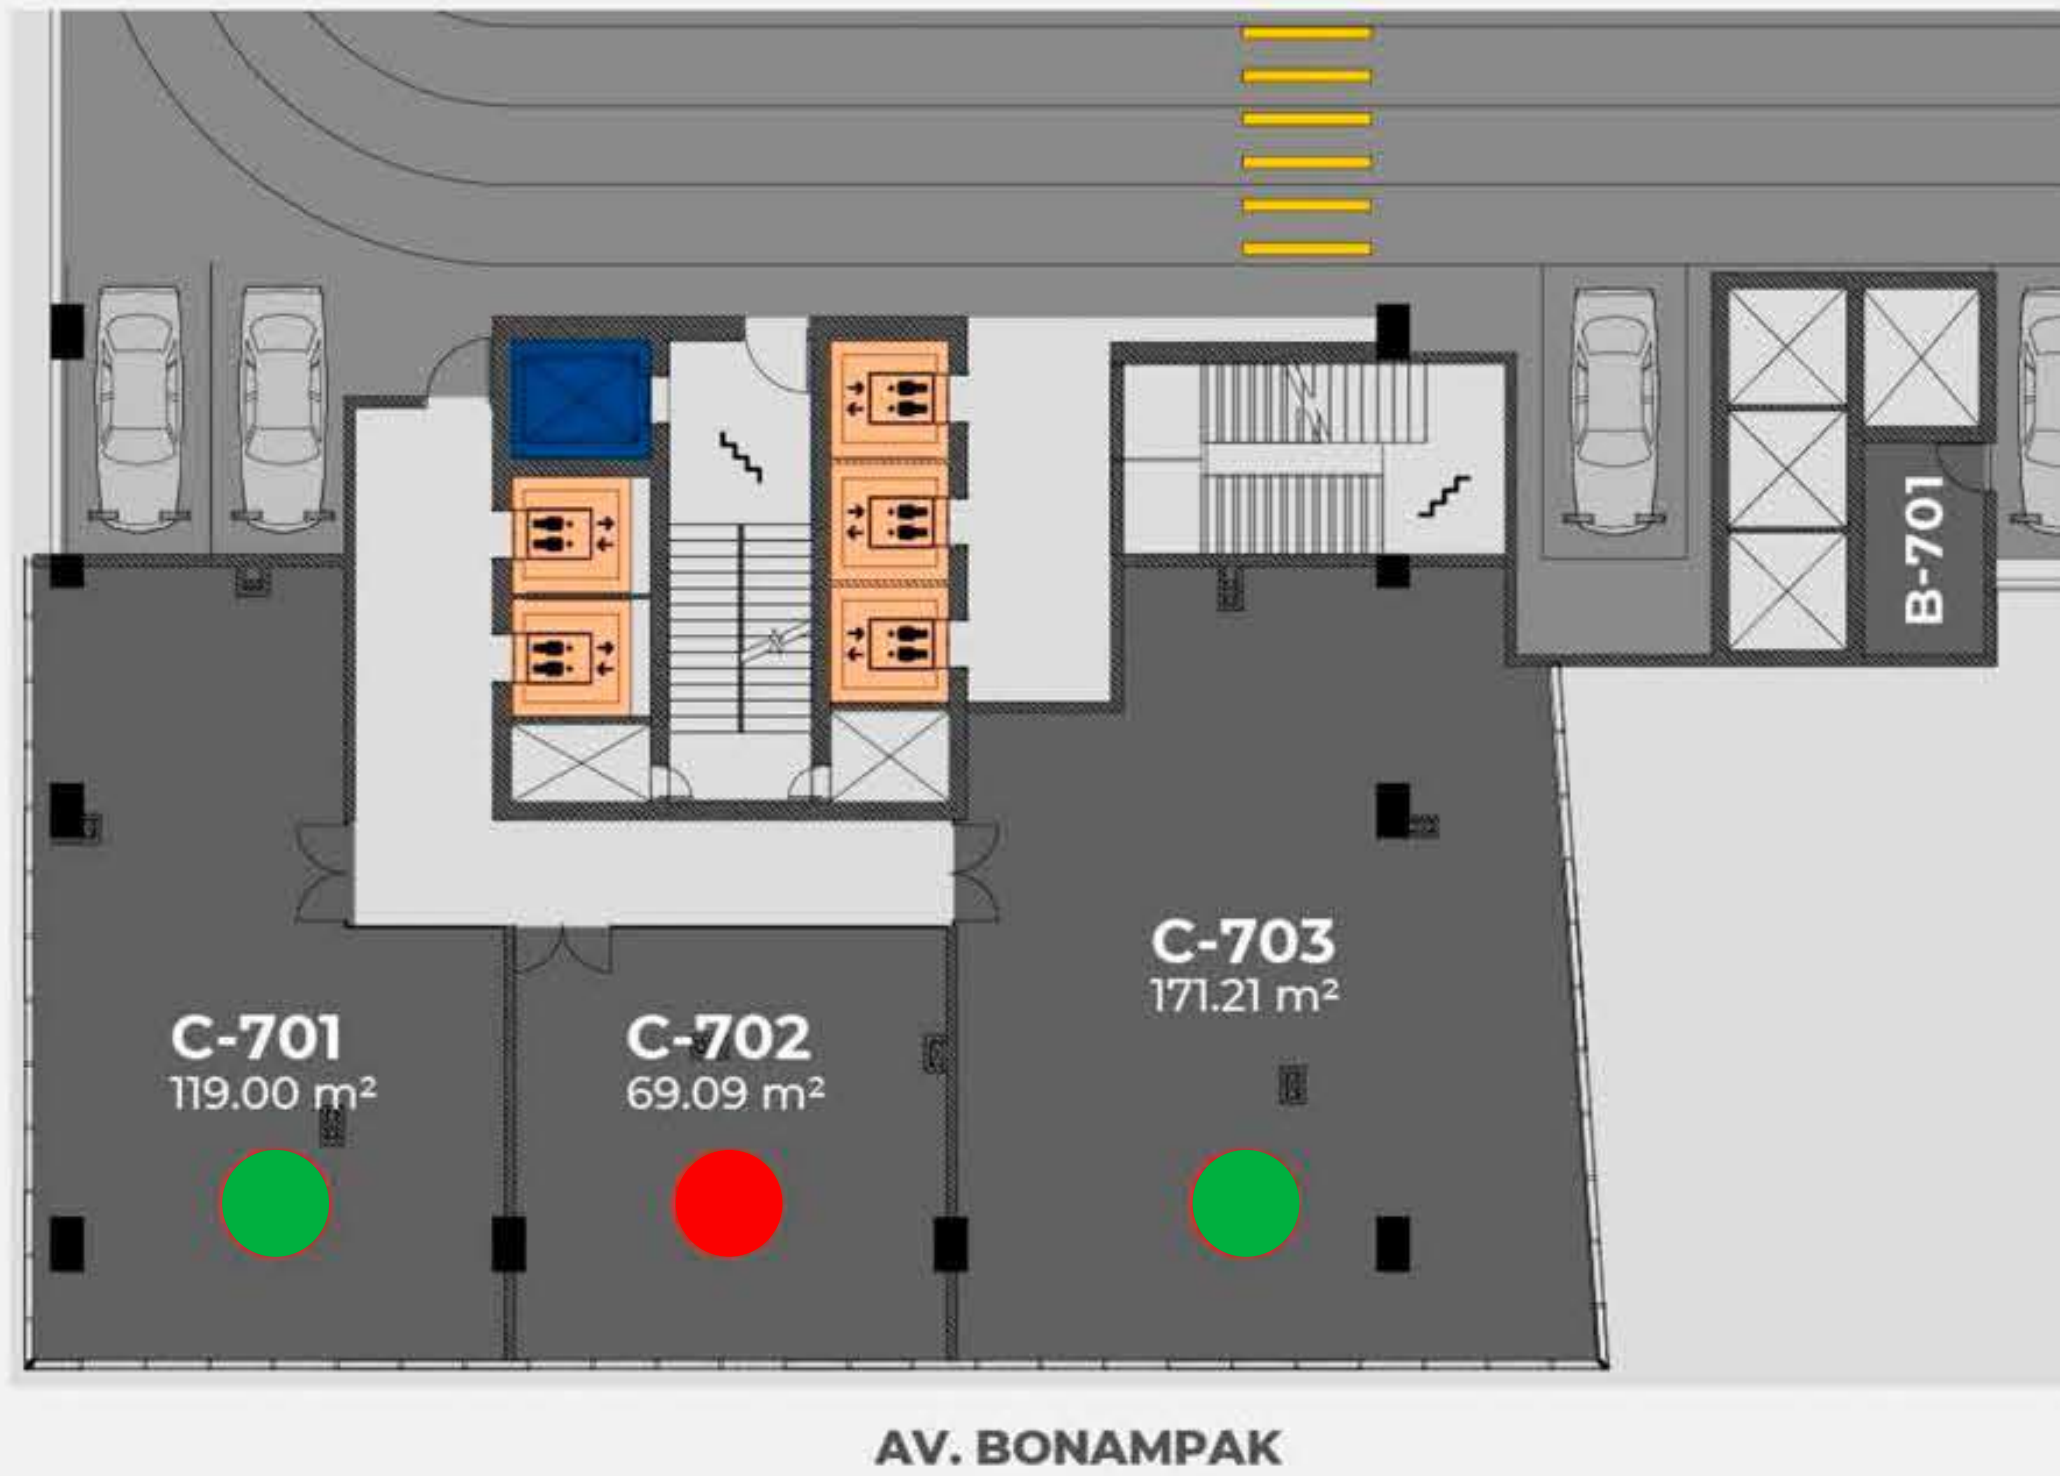 B-701
C-703
171.21 m²
C-701
119.00 m²
C-702
69.09 m²
AV. BONAMPAK